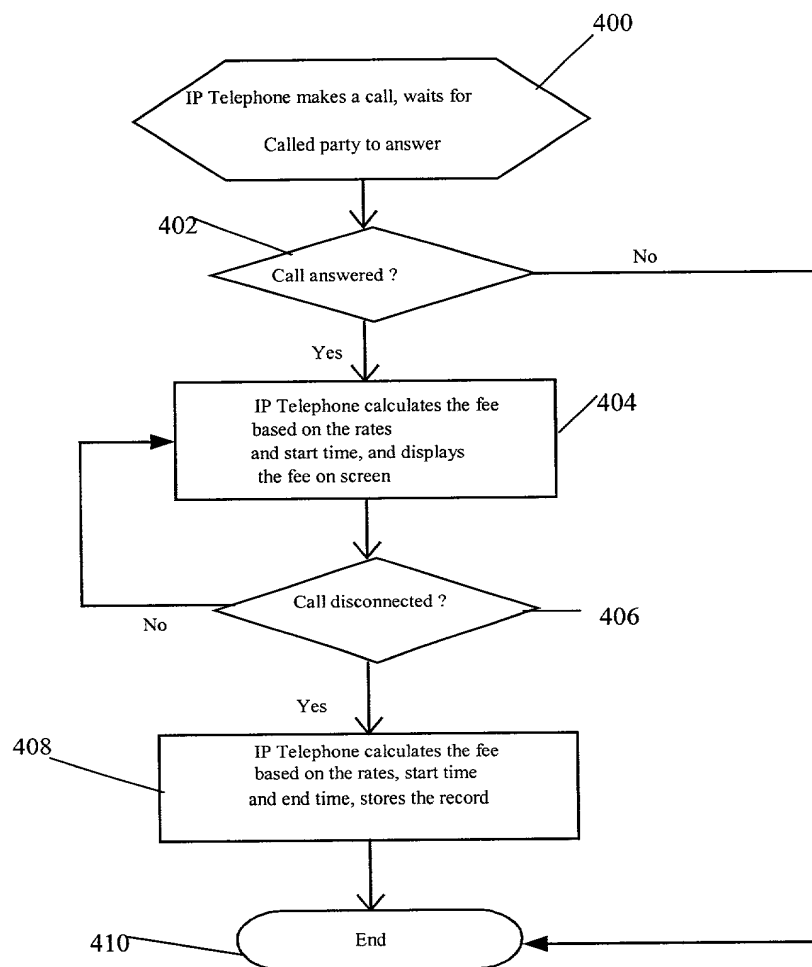 400
IP Telephone makes a call, waits for
Called party to answer
402
Call answered ?
No
Yes
IP Telephone calculates the fee
based on the rates
and start time, and displays
the fee on screen
404
Call disconnected ?
406
No
Yes
408
IP Telephone calculates the fee
based on the rates, start time
and end time, stores the record
410
End